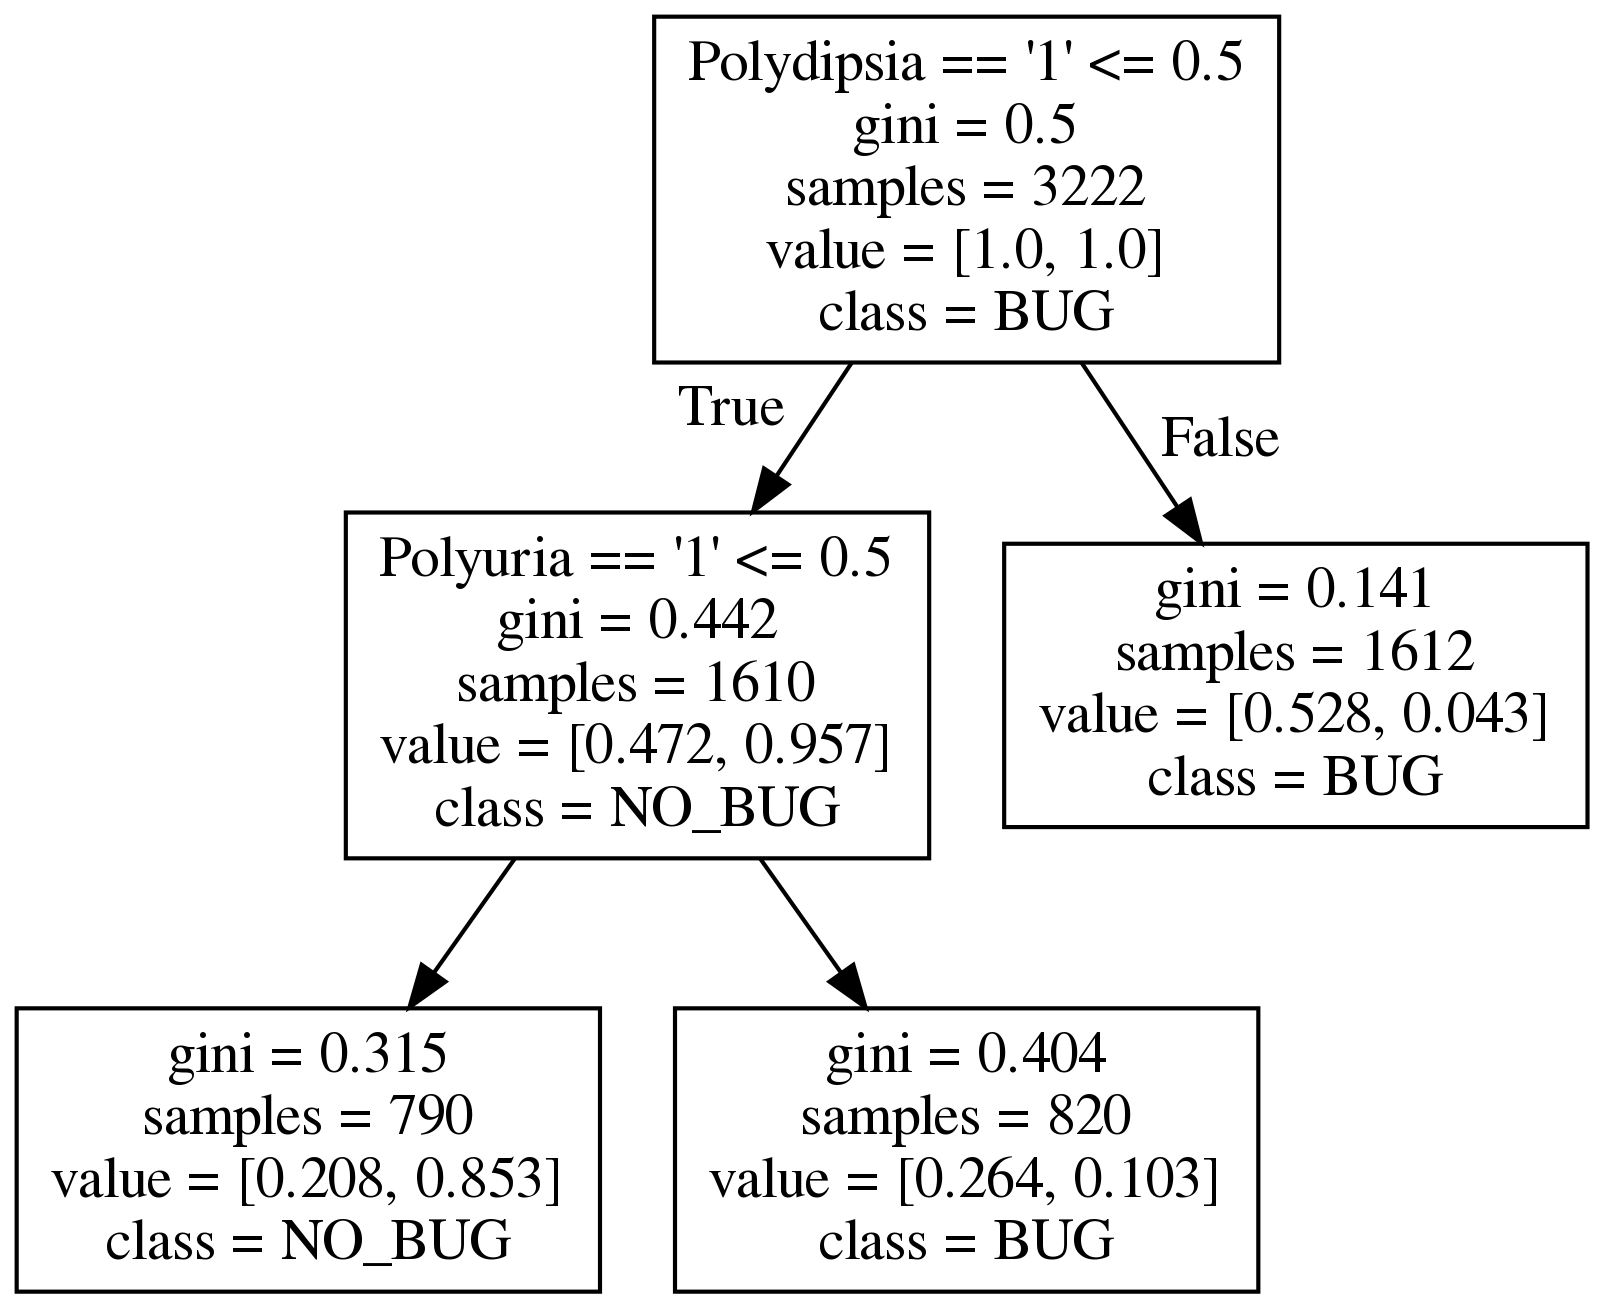 Polydipsia == '1' <= 0.5
gini = 0.5
samples = 3222
value = [1.0, 1.0]
class = BUG
True
False
Polyuria == '1' <= 0.5
gini = 0.442
samples = 1610
value = [0.472, 0.957]
class = NO_BUG
gini = 0.141
samples = 1612
value = [0.528, 0.043]
class = BUG
gini = 0.315
samples = 790
value = [0.208, 0.853]
class = NO_BUG
gini = 0.404
samples = 820
value = [0.264, 0.103]
class = BUG